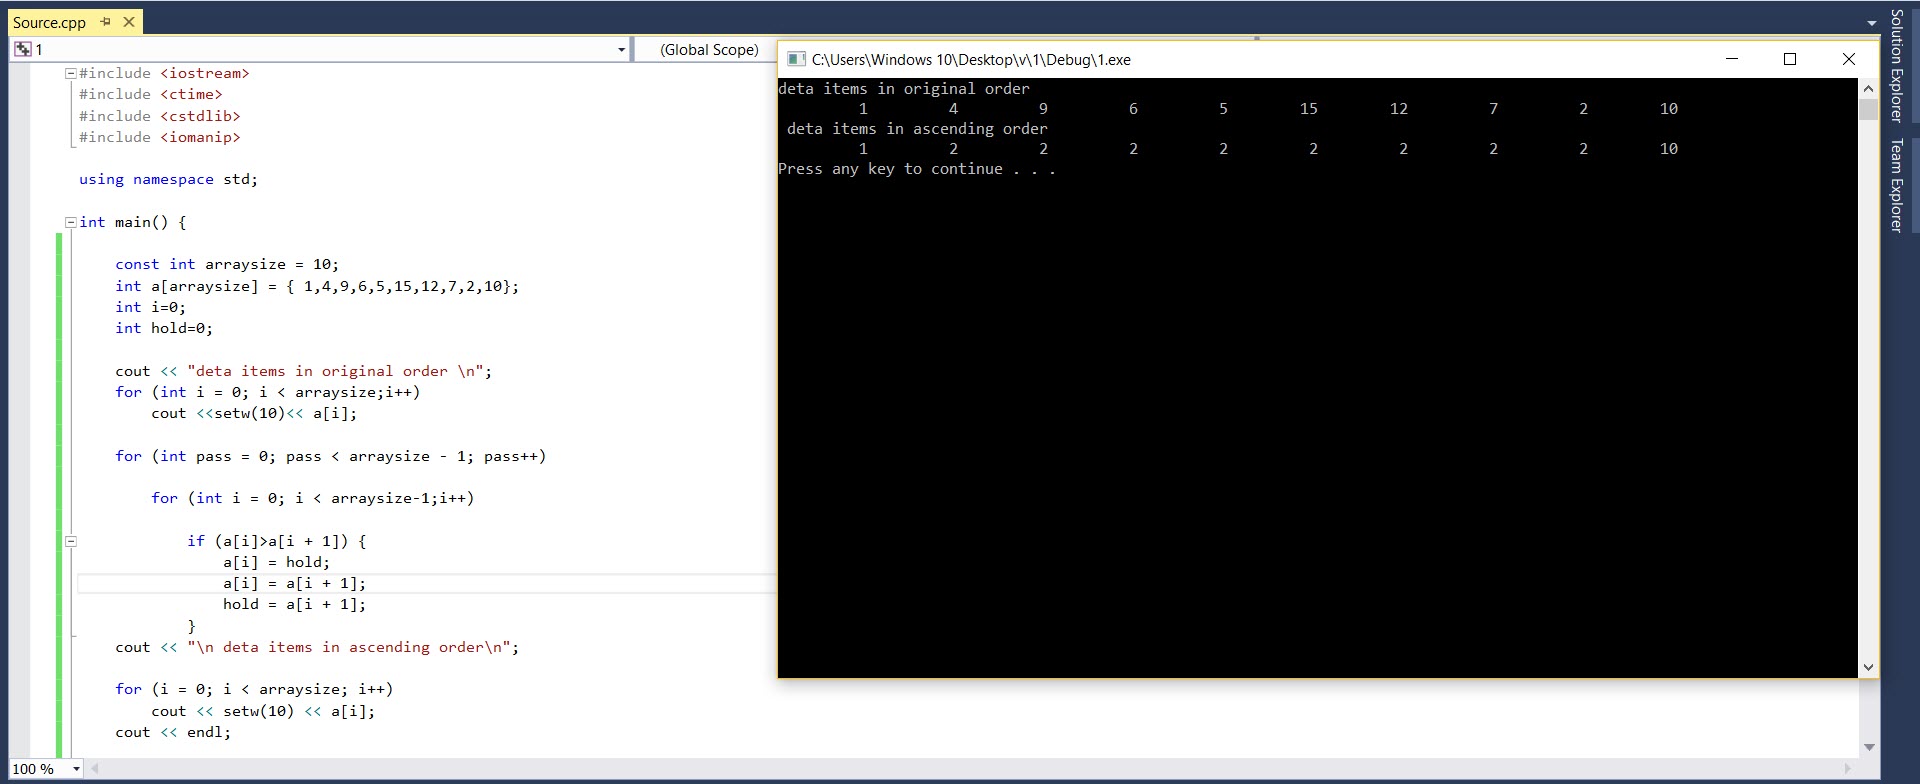 Source.cpp
1
(Global Scope)
#include <iostream>
#include <ctime>
#include <cstdlib>
#include <iomanip>
using namespace std;
int main() {
const int arraysize = 10;
int a[arraysize] = { 1,4,9,6,5,15,12,7,2,10};
int i=0;
int hold=0;
cout << "deta items in original order \n";
for (int i = 0; i < arraysize;i++)
cout <<setw(10)<< a[i];
for (int pass = 0; pass < arraysize - 1; pass++)
for (int i = 0; i < arraysize-1;i++)
if (a[i]>a[i + 1]) {
a[i] = hold;
a[i] = a[i + 1];
hold = a[i + 1];
}
cout << "\n deta items in ascending order\n";
for (i = 0; i < arraysize; i++)
cout << setw(10) << a[i];
cout << endl;
100 %
C:\Users\Windows 10\Desktop\v\1\Debug\1.exe
deta items in original order
1 4 9 6 5 15 12 7 2 10
deta items in ascending order
1 2 2 2 2 2 2 2 2 10
Press any key to continue . . .
Solution Explorer
Team Explorer